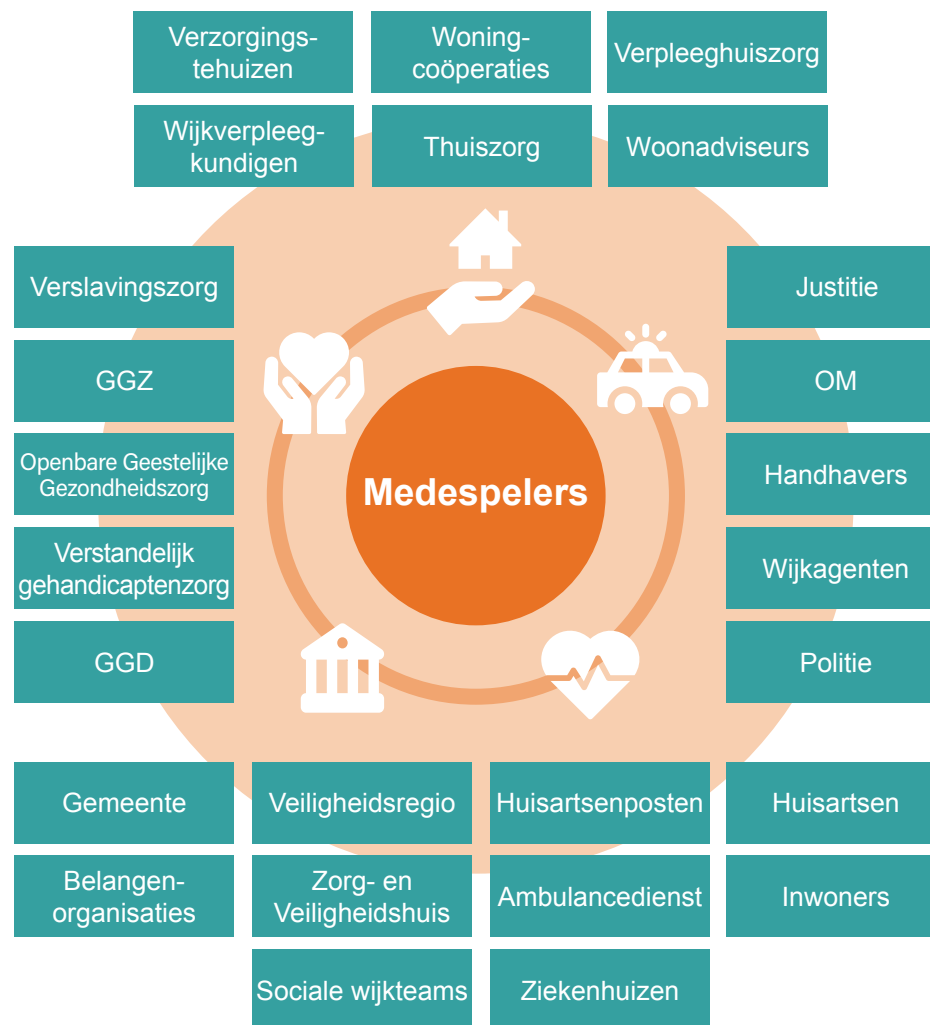 Verzorgings-
tehuizen
Woning-
coöperaties
Verpleeghuiszorg
Wijkverpleeg-
kundigen
Thuiszorg
Woonadviseurs
Verslavingszorg
GGZ
Openbare Geestelijke
Gezondheidszorg
Verstandelijk
gehandicaptenzorg
GGD
Medespelers
Justitie
OM
Handhavers
Wijkagenten
Politie
Gemeente
Veiligheidsregio
Huisartsenposten
Huisartsen
Belangen-
organisaties
Zorg- en
Veiligheidshuis
Ambulancedienst
Inwoners
Sociale wijkteams
Ziekenhuizen